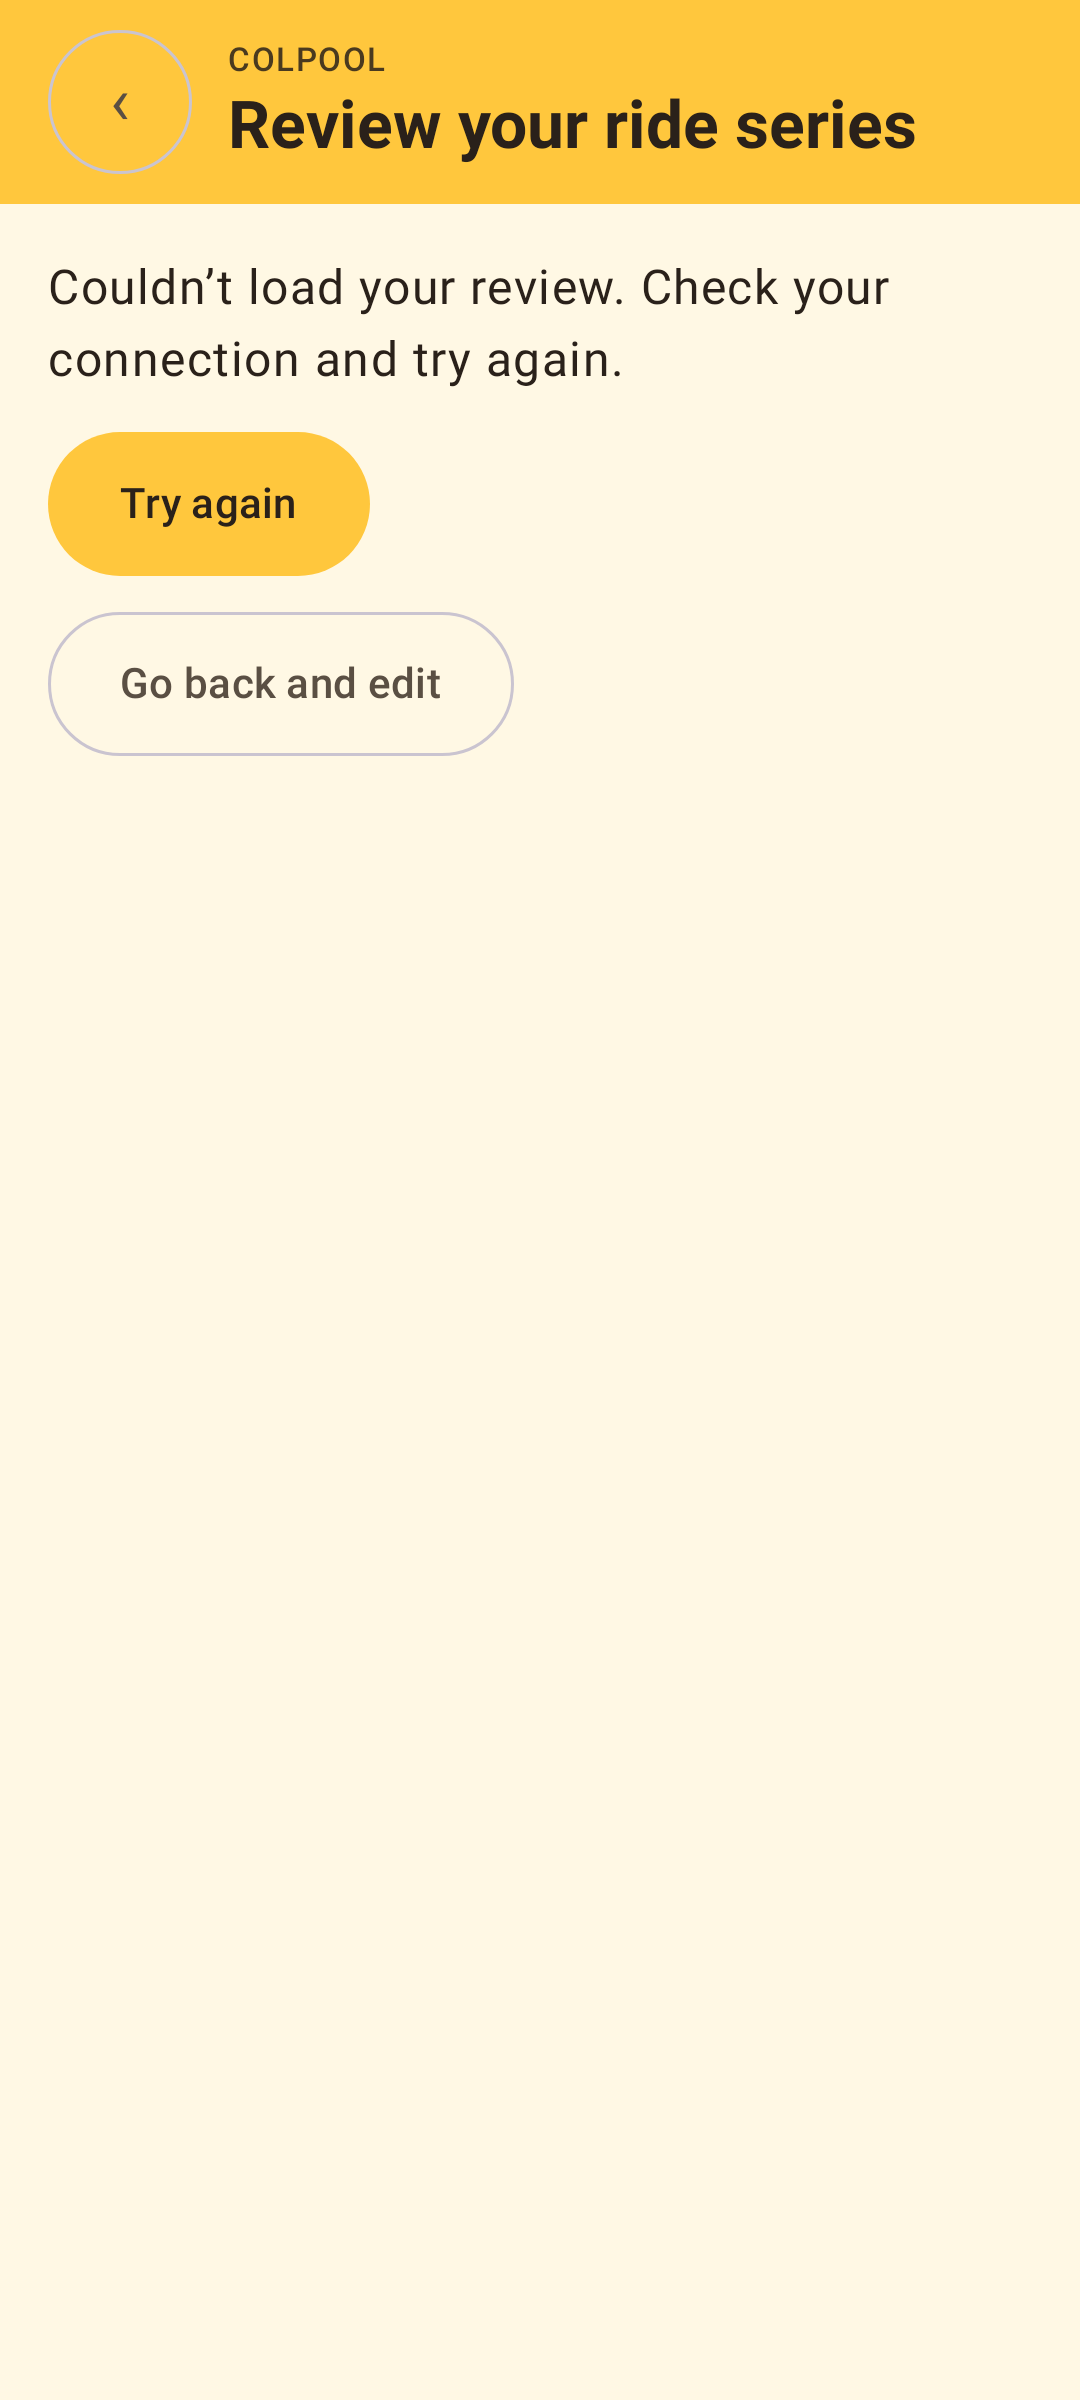 ‹
COLPOOL
Review your ride series
Couldn’t load your review. Check your
connection and try again.
Try again
Go back and edit